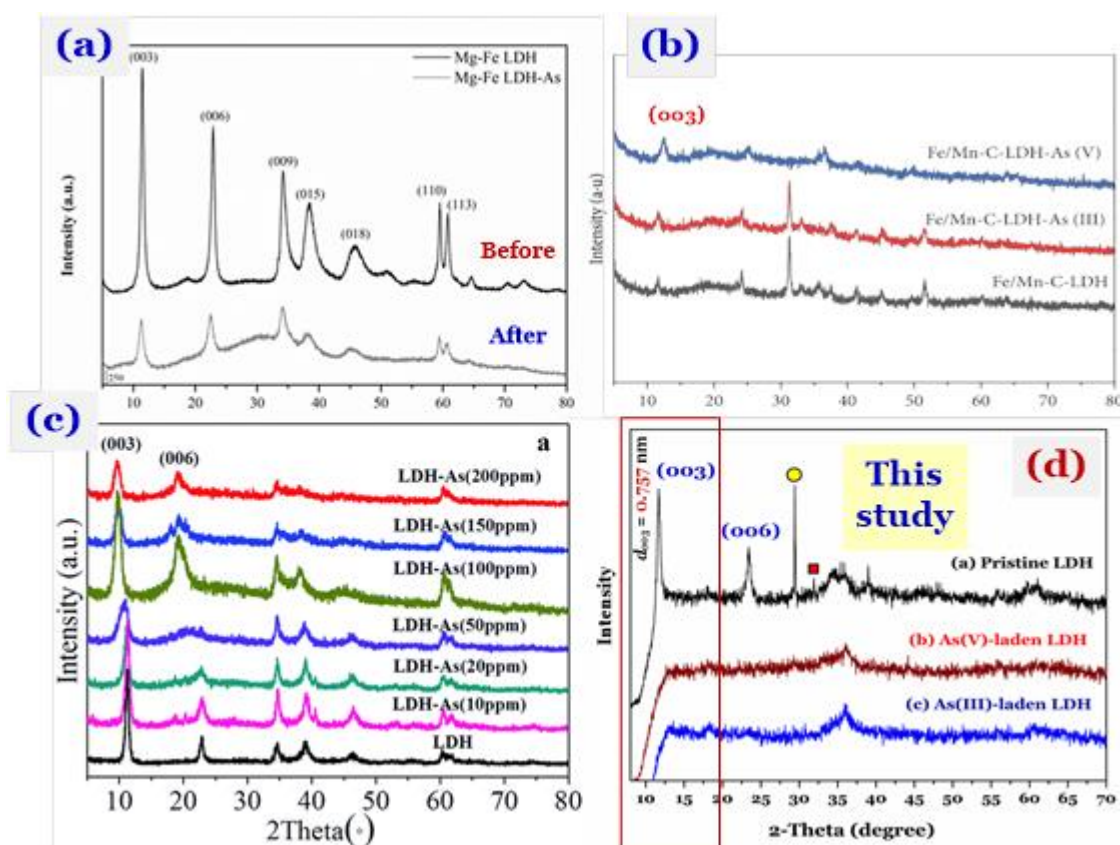 (a)
(003)
Mg-Fe LDH
Mg-Fe LDH-As
(006)
(009)
(015)
(018)
(110)
(113)
Before
After
Intensity (a.u.)
10 20 30 40 50 60 70 80
(b)
(003)
Fe/Mn-C-LDH-As (V)
Fe/Mn-C-LDH-As (III)
Fe/Mn-C-LDH
Intensity (a-u)
10 20 30 40 50 60 70 80
(c)
a
(003)
(006)
LDH-As(200ppm)
LDH-As(150ppm)
LDH-As(100ppm)
LDH-As(50ppm)
LDH-As(20ppm)
LDH-As(10ppm)
LDH
Intensity (a.u.)
10 20 30 40 50 60 70 80
2Theta(°)
(d)
This
study
d003 = 0.757 nm
(003)
(006)
(a) Pristine LDH
(b) As(V)-laden LDH
(c) As(III)-laden LDH
Intensity
10 15 20 25 30 35 40 45 50 55 60 65 70
2-Theta (degree)